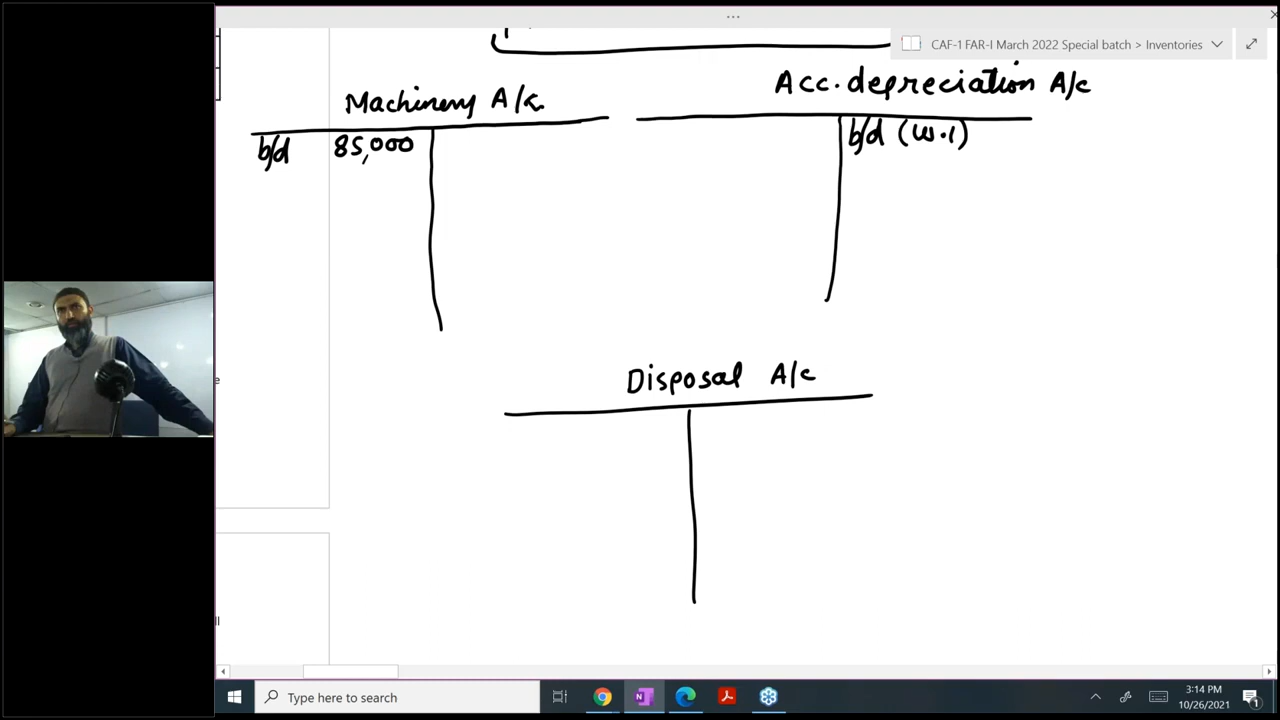 CAF-1 FAR-I March 2022 Special batch > Inventories
Machinery A/c
Acc. depreciation A/c
b/d 85,000
b/d (w.1)
Disposal A/c
Type here to search
3:14 PM
10/26/2021
1